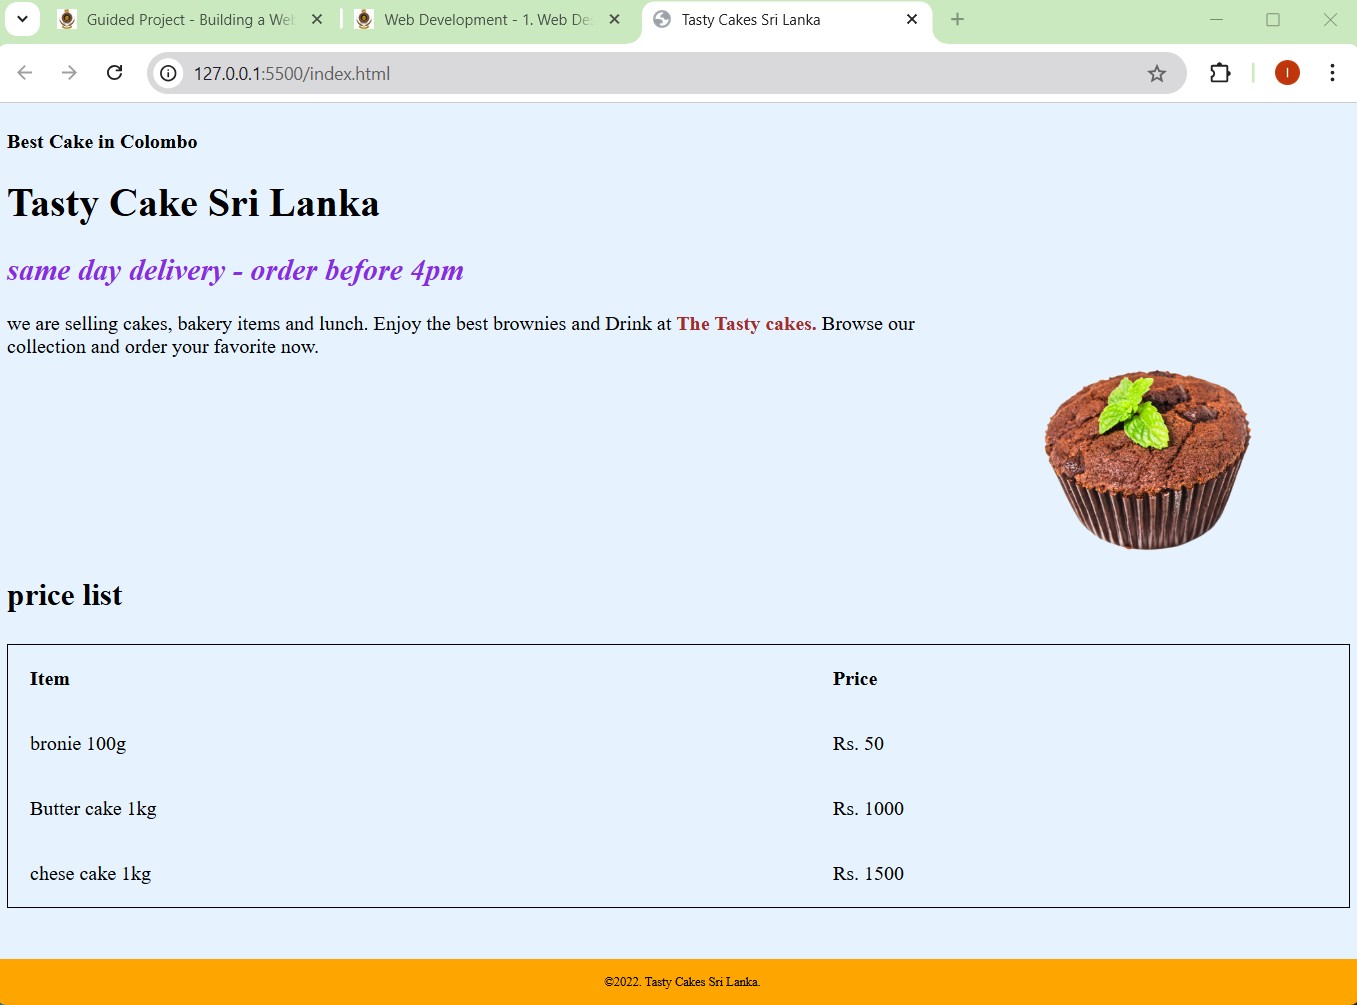 Guided Project - Building a We
Web Development - 1. Web De
Tasty Cakes Sri Lanka
127.0.0.1:5500/index.html
I
Best Cake in Colombo
Tasty Cake Sri Lanka
same day delivery - order before 4pm
we are selling cakes, bakery items and lunch. Enjoy the best brownies and Drink at The Tasty cakes. Browse our
collection and order your favorite now.
price list
Item Price
bronie 100g Rs. 50
Butter cake 1kg Rs. 1000
chese cake 1kg Rs. 1500
©2022. Tasty Cakes Sri Lanka.